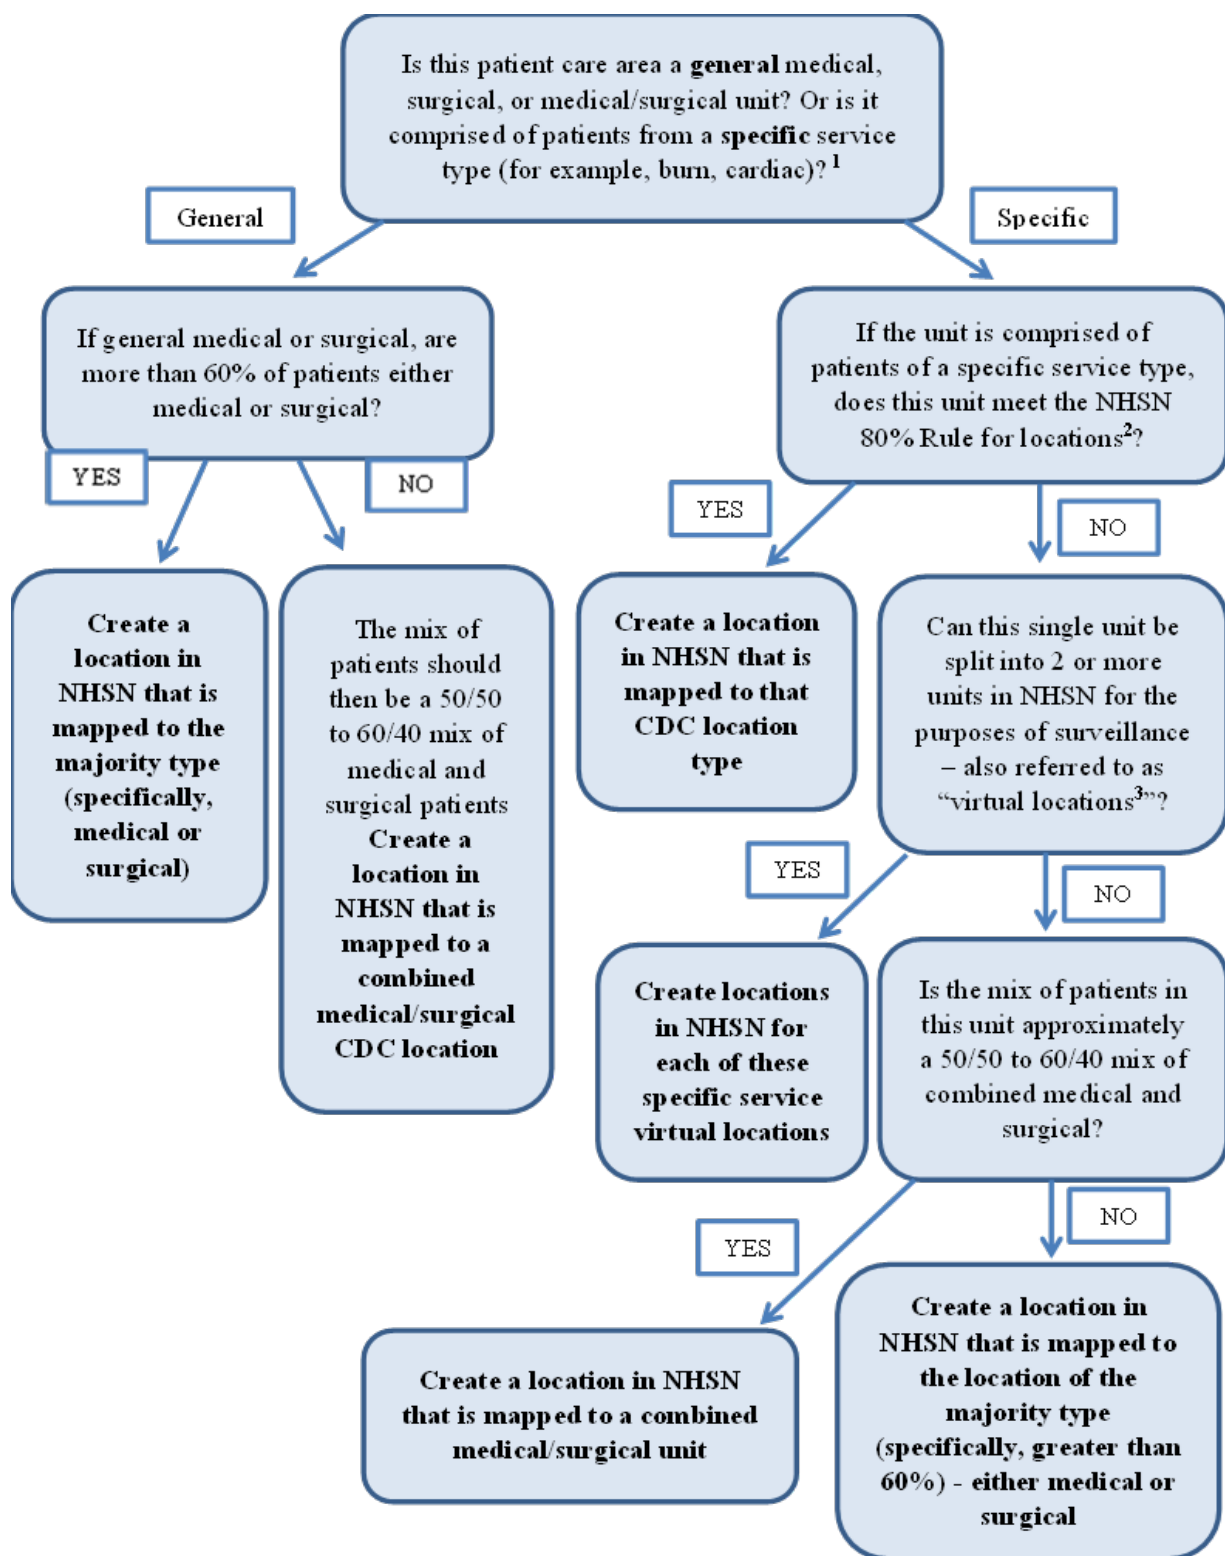 Is this patient care area a general medical,
surgical, or medical/surgical unit? Or is it
comprised of patients from a specific service
type (for example, burn, cardiac)? 1
General
Specific
If general medical or surgical, are
more than 60% of patients either
medical or surgical?
If the unit is comprised of
patients of a specific service type,
does this unit meet the NHSN
80% Rule for locations2?
YES
NO
YES
NO
Create a
location in
NHSN that is
mapped to the
majority type
(specifically,
medical or
surgical)
The mix of
patients should
then be a 50/50
to 60/40 mix of
medical and
surgical patients
Create a
location in
NHSN that is
mapped to a
combined
medical/surgical
CDC location
Create a location
in NHSN that is
mapped to that
CDC location
type
Can this single unit be
split into 2 or more
units in NHSN for the
purposes of surveillance
– also referred to as
“virtual locations3”?
YES
NO
Create locations
in NHSN for
each of these
specific service
virtual locations
Is the mix of patients in
this unit approximately
a 50/50 to 60/40 mix of
combined medical and
surgical?
YES
NO
Create a location in NHSN
that is mapped to a combined
medical/surgical unit
Create a location in
NHSN that is mapped to
the location of the
majority type
(specifically, greater than
60%) - either medical or
surgical